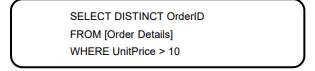 SELECT DISTINCT OrderID
FROM [Order Details]
WHERE UnitPrice > 10